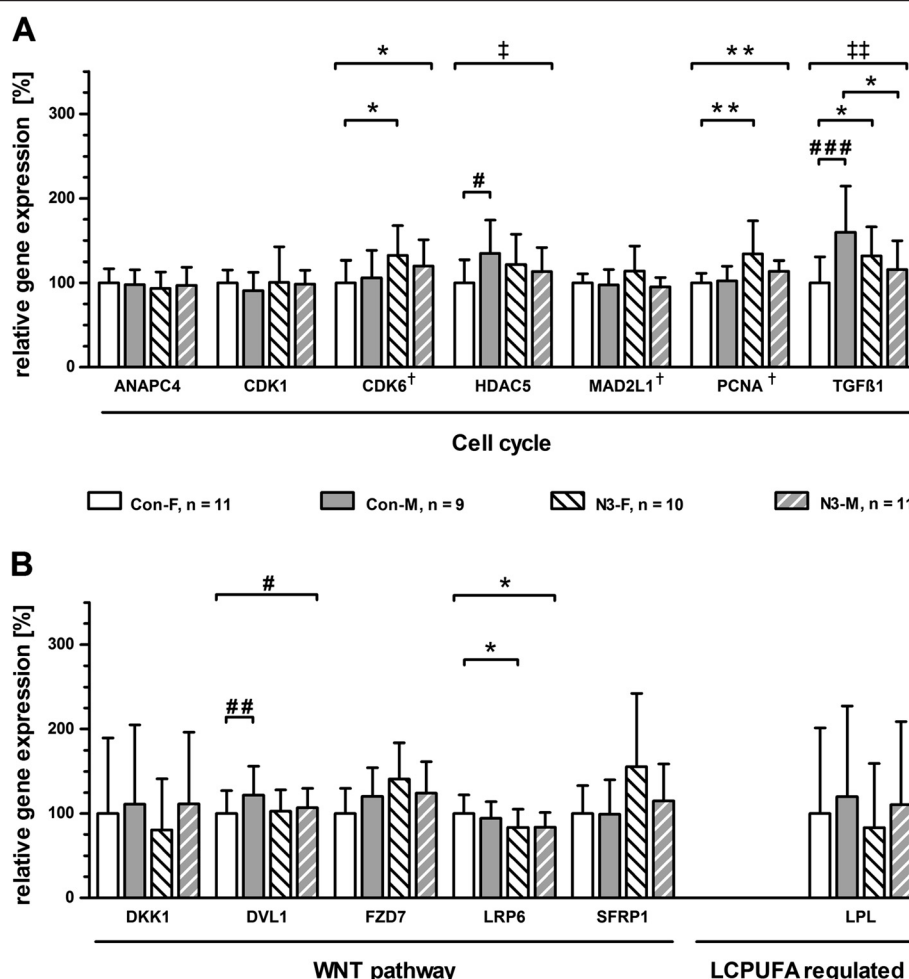 A
relative gene expression [%]
300
200
100
0
* ‡ ** ‡‡
*
* ** *
###
#
ANAPC4 CDK1 CDK6† HDAC5 MAD2L1† PCNA † TGFß1
Cell cycle
Con-F, n = 11 Con-M, n = 9 N3-F, n = 10 N3-M, n = 11
B
relative gene expression [%]
300
200
100
0
# *
*
##
DKK1 DVL1 FZD7 LRP6 SFRP1 LPL
WNT pathway LCPUFA regulated